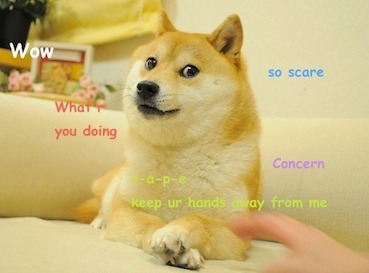 Wow
so scare
What r
you doing
Concern
r-a-p-e
keep ur hands away from me